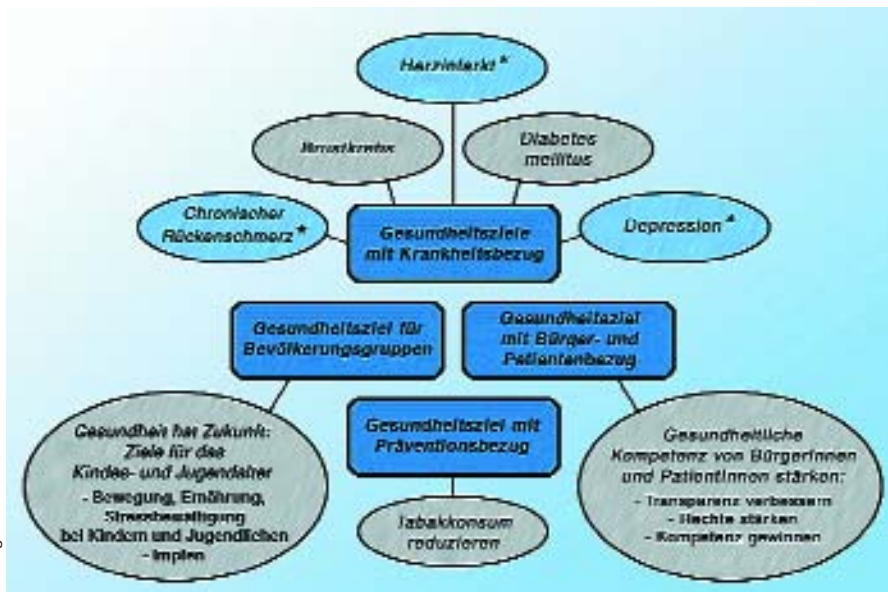 Herzinfarkt*
Brustkrebs
Diabetes
mellitus
Chronischer
Rückenschmerz*
Gesundheitsziele
mit Krankheitsbezug
Depression*
Gesundheitsziel für
Bevölkerungsgruppen
Gesundheitsziel
mit Bürger- und
Patientenbezug
Gesundheit hat Zukunft:
Ziele für das
Kindes- und Jugendalter
- Bewegung, Ernährung,
Stressbewältigung
bei Kindern und Jugendlichen
- Impfen
Gesundheitsziel mit
Präventionsbezug
Tabakkonsum
reduzieren
Gesundheitliche
Kompetenz von BürgerInnen
und PatientInnen stärken:
- Transparenz verbessern
- Rechte stärken
- Kompetenz gewinnen